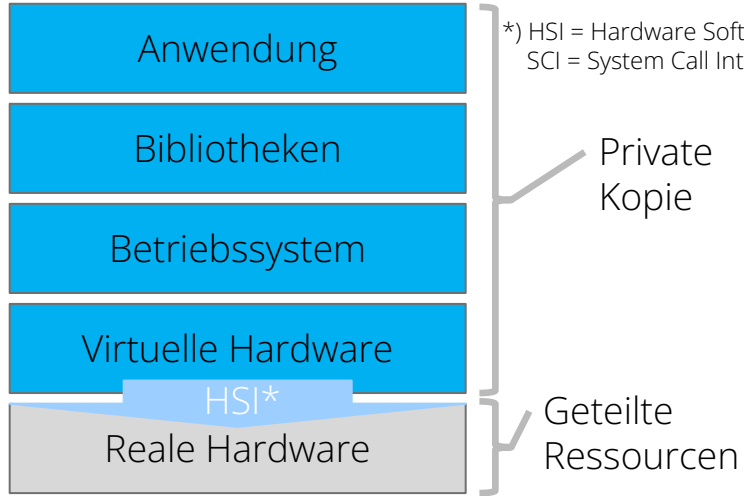 Anwendung
*) HSI = Hardware Soft
SCI = System Call Int
Bibliotheken
Private
Kopie
Betriebssystem
Virtuelle Hardware
HSI*
Reale Hardware
Geteilte
Ressourcen